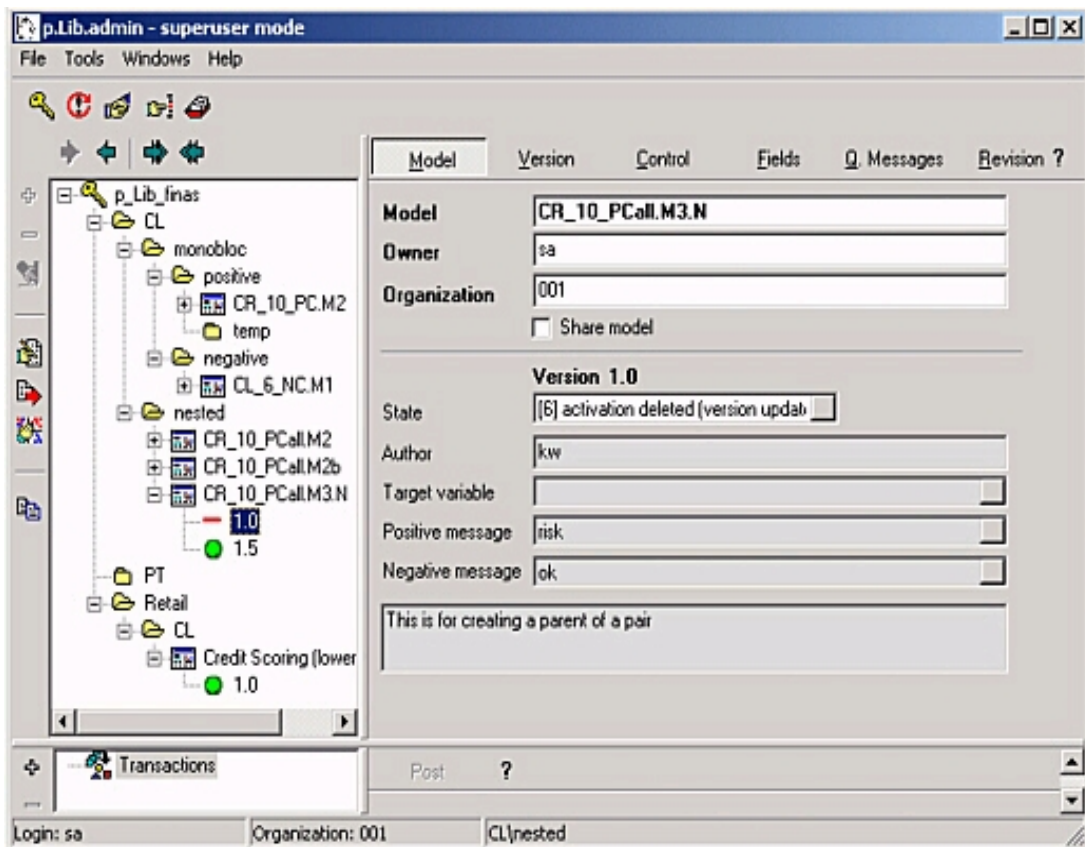 p.Lib.admin - superuser mode
File Tools Windows Help
Model Version Control Fields Q. Messages Revision ?
p_Lib_finas
CL
monobloc
positive
CR_10_PC.M2
temp
negative
CL_6_NC.M1
nested
CR_10_PCall.M2
CR_10_PCall.M2b
CR_10_PCall.M3.N
1.0
1.5
PT
Retail
CL
Credit Scoring (lower
1.0
Model CR_10_PCall.M3.N
Owner sa
Organization 001
Share model
Version 1.0
State [6] activation deleted (version updat
Author kw
Target variable
Positive message risk
Negative message ok
This is for creating a parent of a pair
Transactions
Post ?
Login: sa Organization: 001 CL\nested